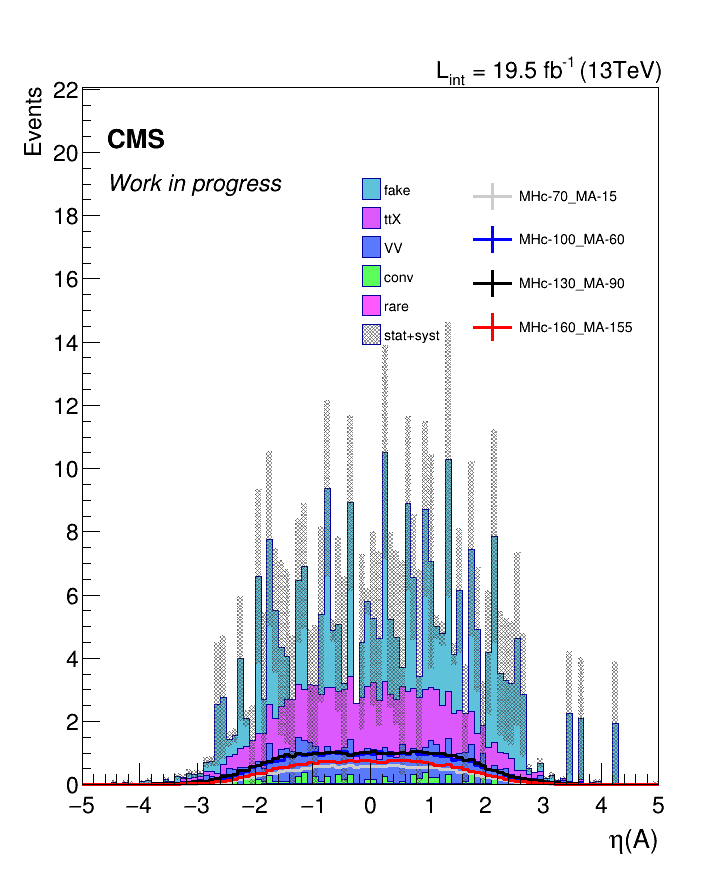 L_int = 19.5 fb^-1 (13TeV)
Events
22
20
18
16
14
12
10
8
6
4
2
0
CMS
Work in progress
fake
ttX
VV
conv
rare
stat+syst
MHc-70_MA-15
MHc-100_MA-60
MHc-130_MA-90
MHc-160_MA-155
−5 −4 −3 −2 −1 0 1 2 3 4 5
η(A)